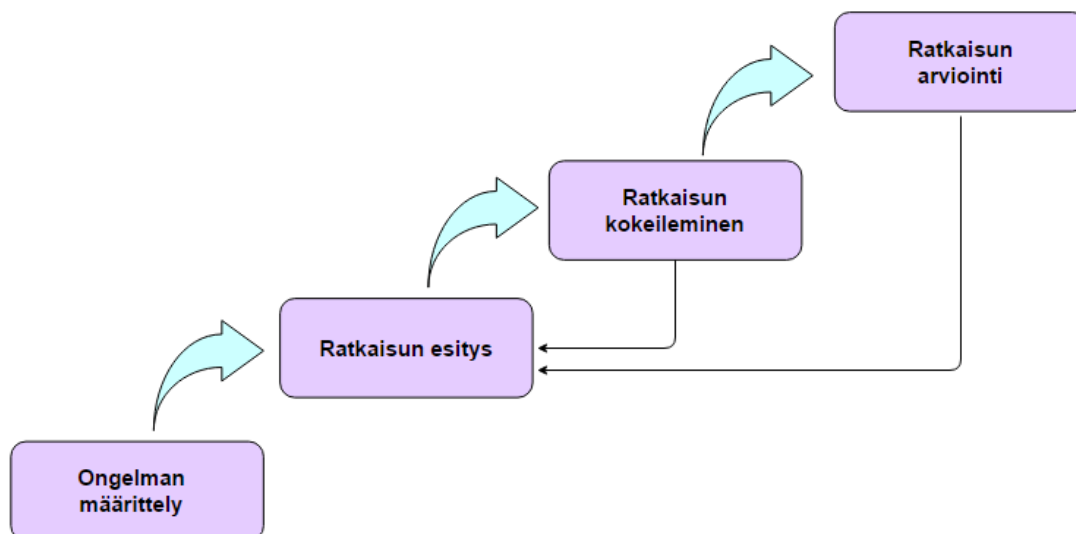 Ratkaisun
arviointi
Ratkaisun
kokeileminen
Ratkaisun esitys
Ongelman
määrittely